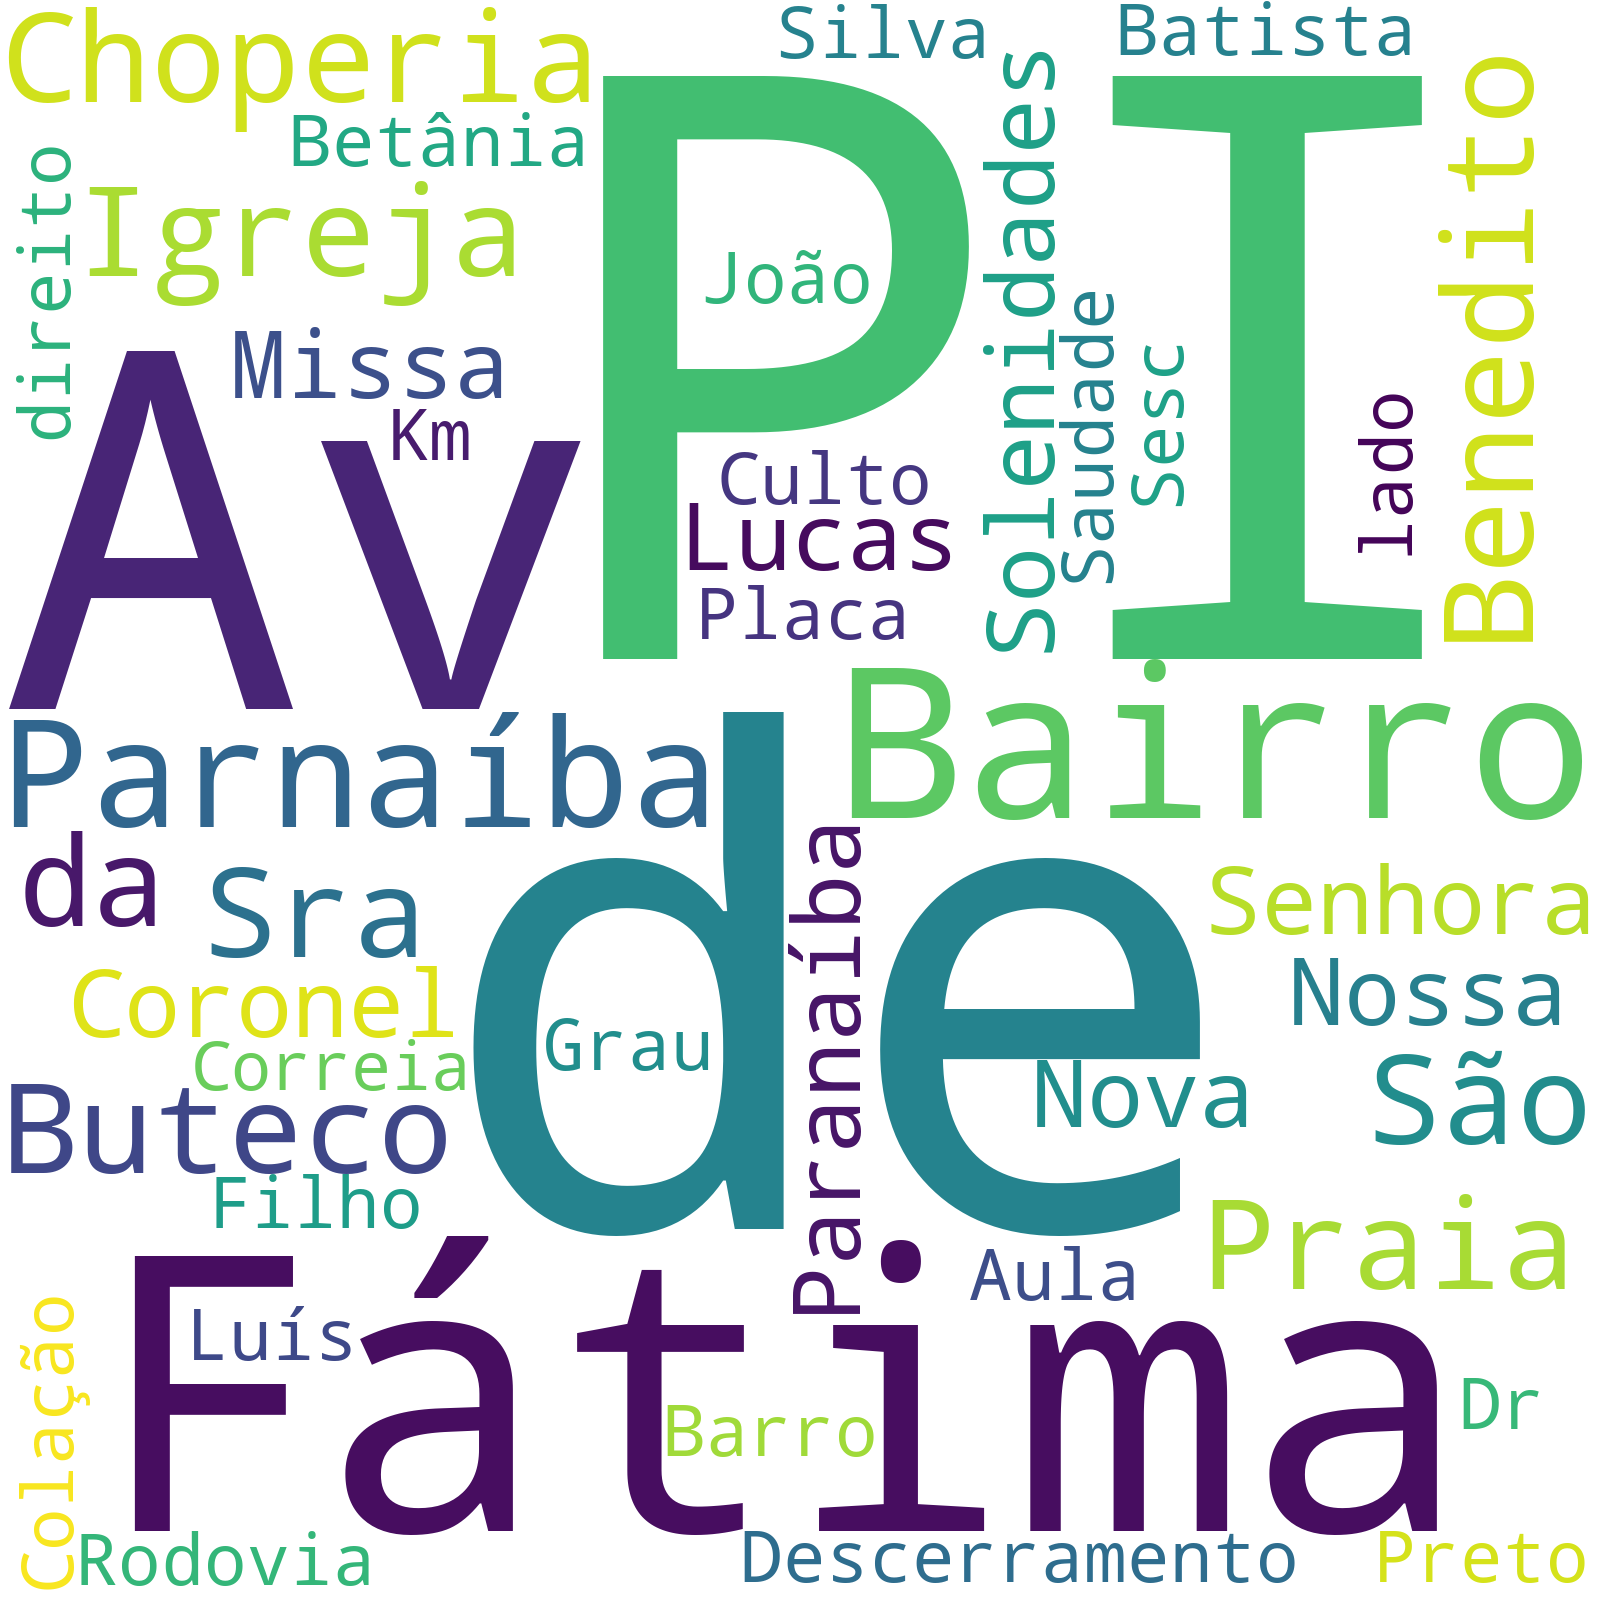 Choperia
Silva
Batista
Betânia
PI
Solenidades
Benedito
direito
Igreja
João
Missa
Saudade
Sesc
Av
Km
lado
Culto
Lucas
Placa
Bairro
Parnaíba
de
da
Sra
Paranaíba
Senhora
Coronel
Nossa
Grau
Correia
Nova
São
Buteco
Filho
Praia
Fátima
Aula
Luís
Colação
Barro
Dr
Rodovia
Descerramento
Preto